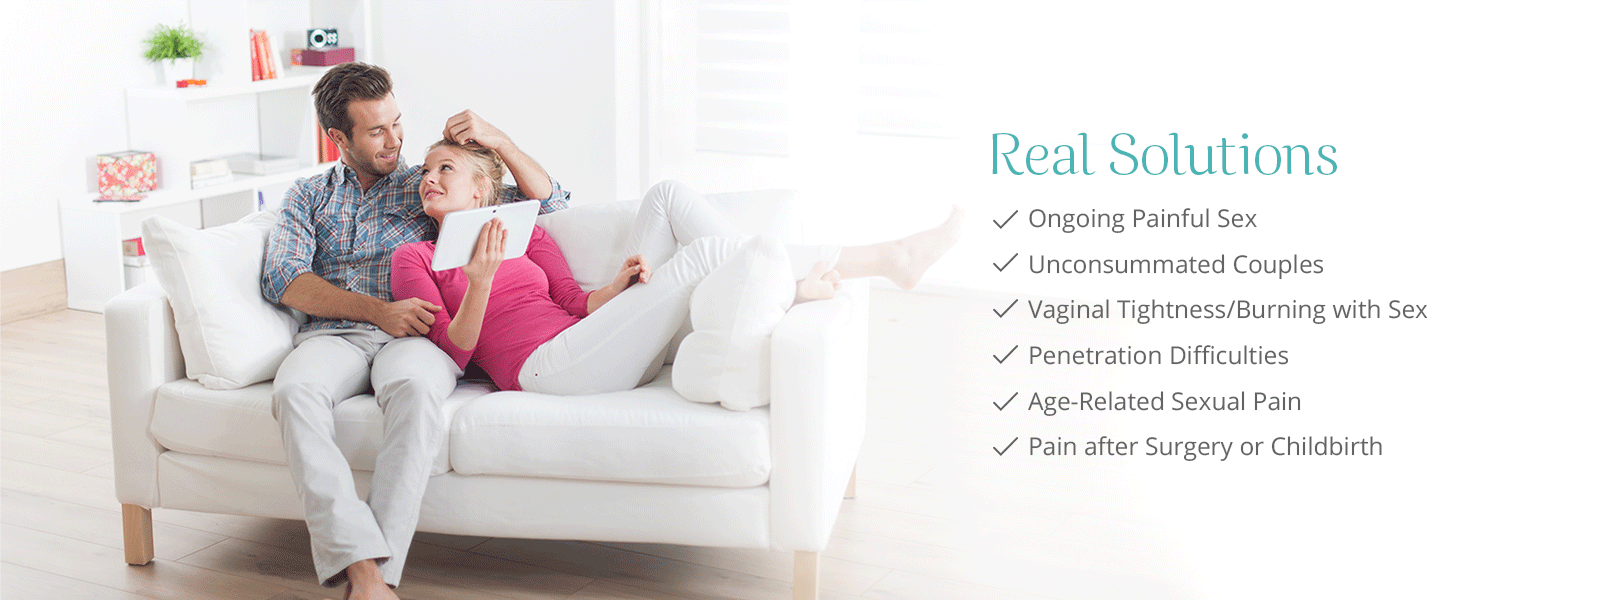 Real Solutions
Ongoing Painful Sex
Unconsummated Couples
Vaginal Tightness/Burning with Sex
Penetration Difficulties
Age-Related Sexual Pain
Pain after Surgery or Childbirth